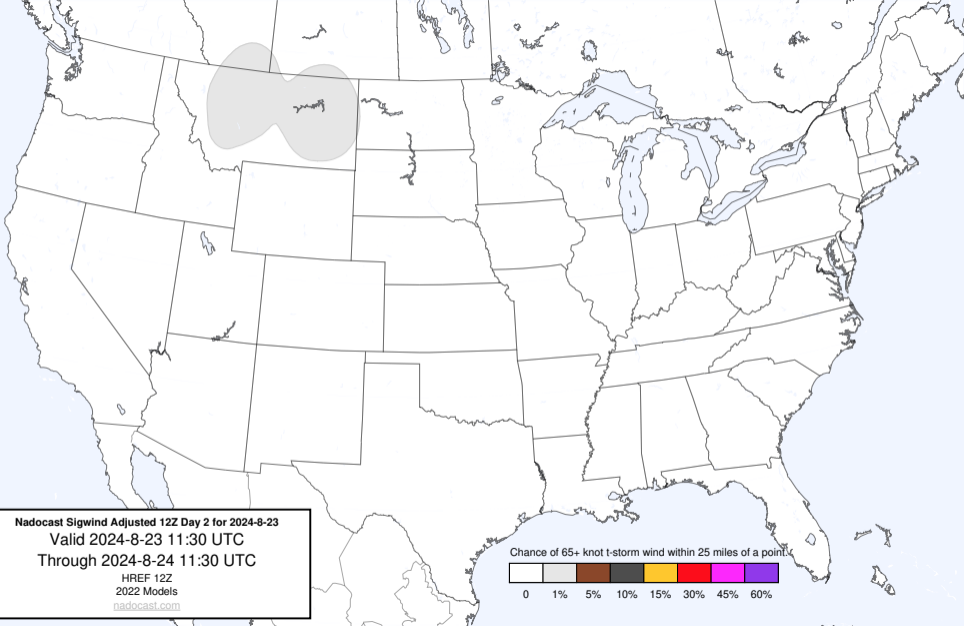 Nadocast Sigwind Adjusted 12Z Day 2 for 2024-8-23
Valid 2024-8-23 11:30 UTC
Through 2024-8-24 11:30 UTC
HREF 12Z
2022 Models
nadocast.com
Chance of 65+ knot t-storm wind within 25 miles of a point.
0 1% 5% 10% 15% 30% 45% 60%